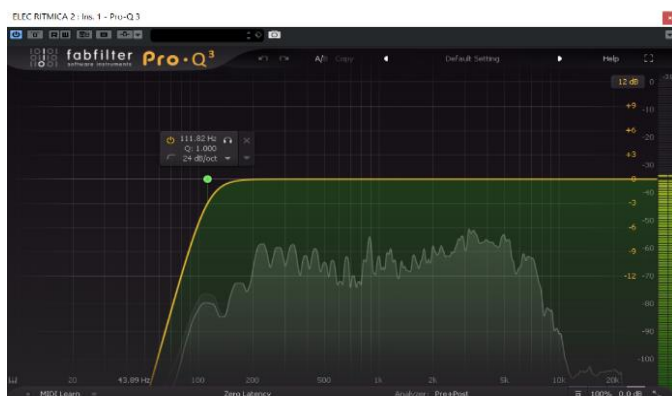 ELEC RITMICA 2 : Ins. 1 - Pro-Q 3
fabfilter Pro·Q³
software instruments
A/B Copy Default Setting Help
12 dB 0
+9 -10
+6 -20
+3 -30
0 -40
-3
-6 -50
-9 -60
-12 -70
-80
-90
-100
111.82 Hz
Q: 1.000
24 dB/oct
20 43.89 Hz 100 200 500 1k 2k 5k 10k 20k
MIDI Learn Zero Latency Analyzer: Pre+Post 100% 0.0 dB